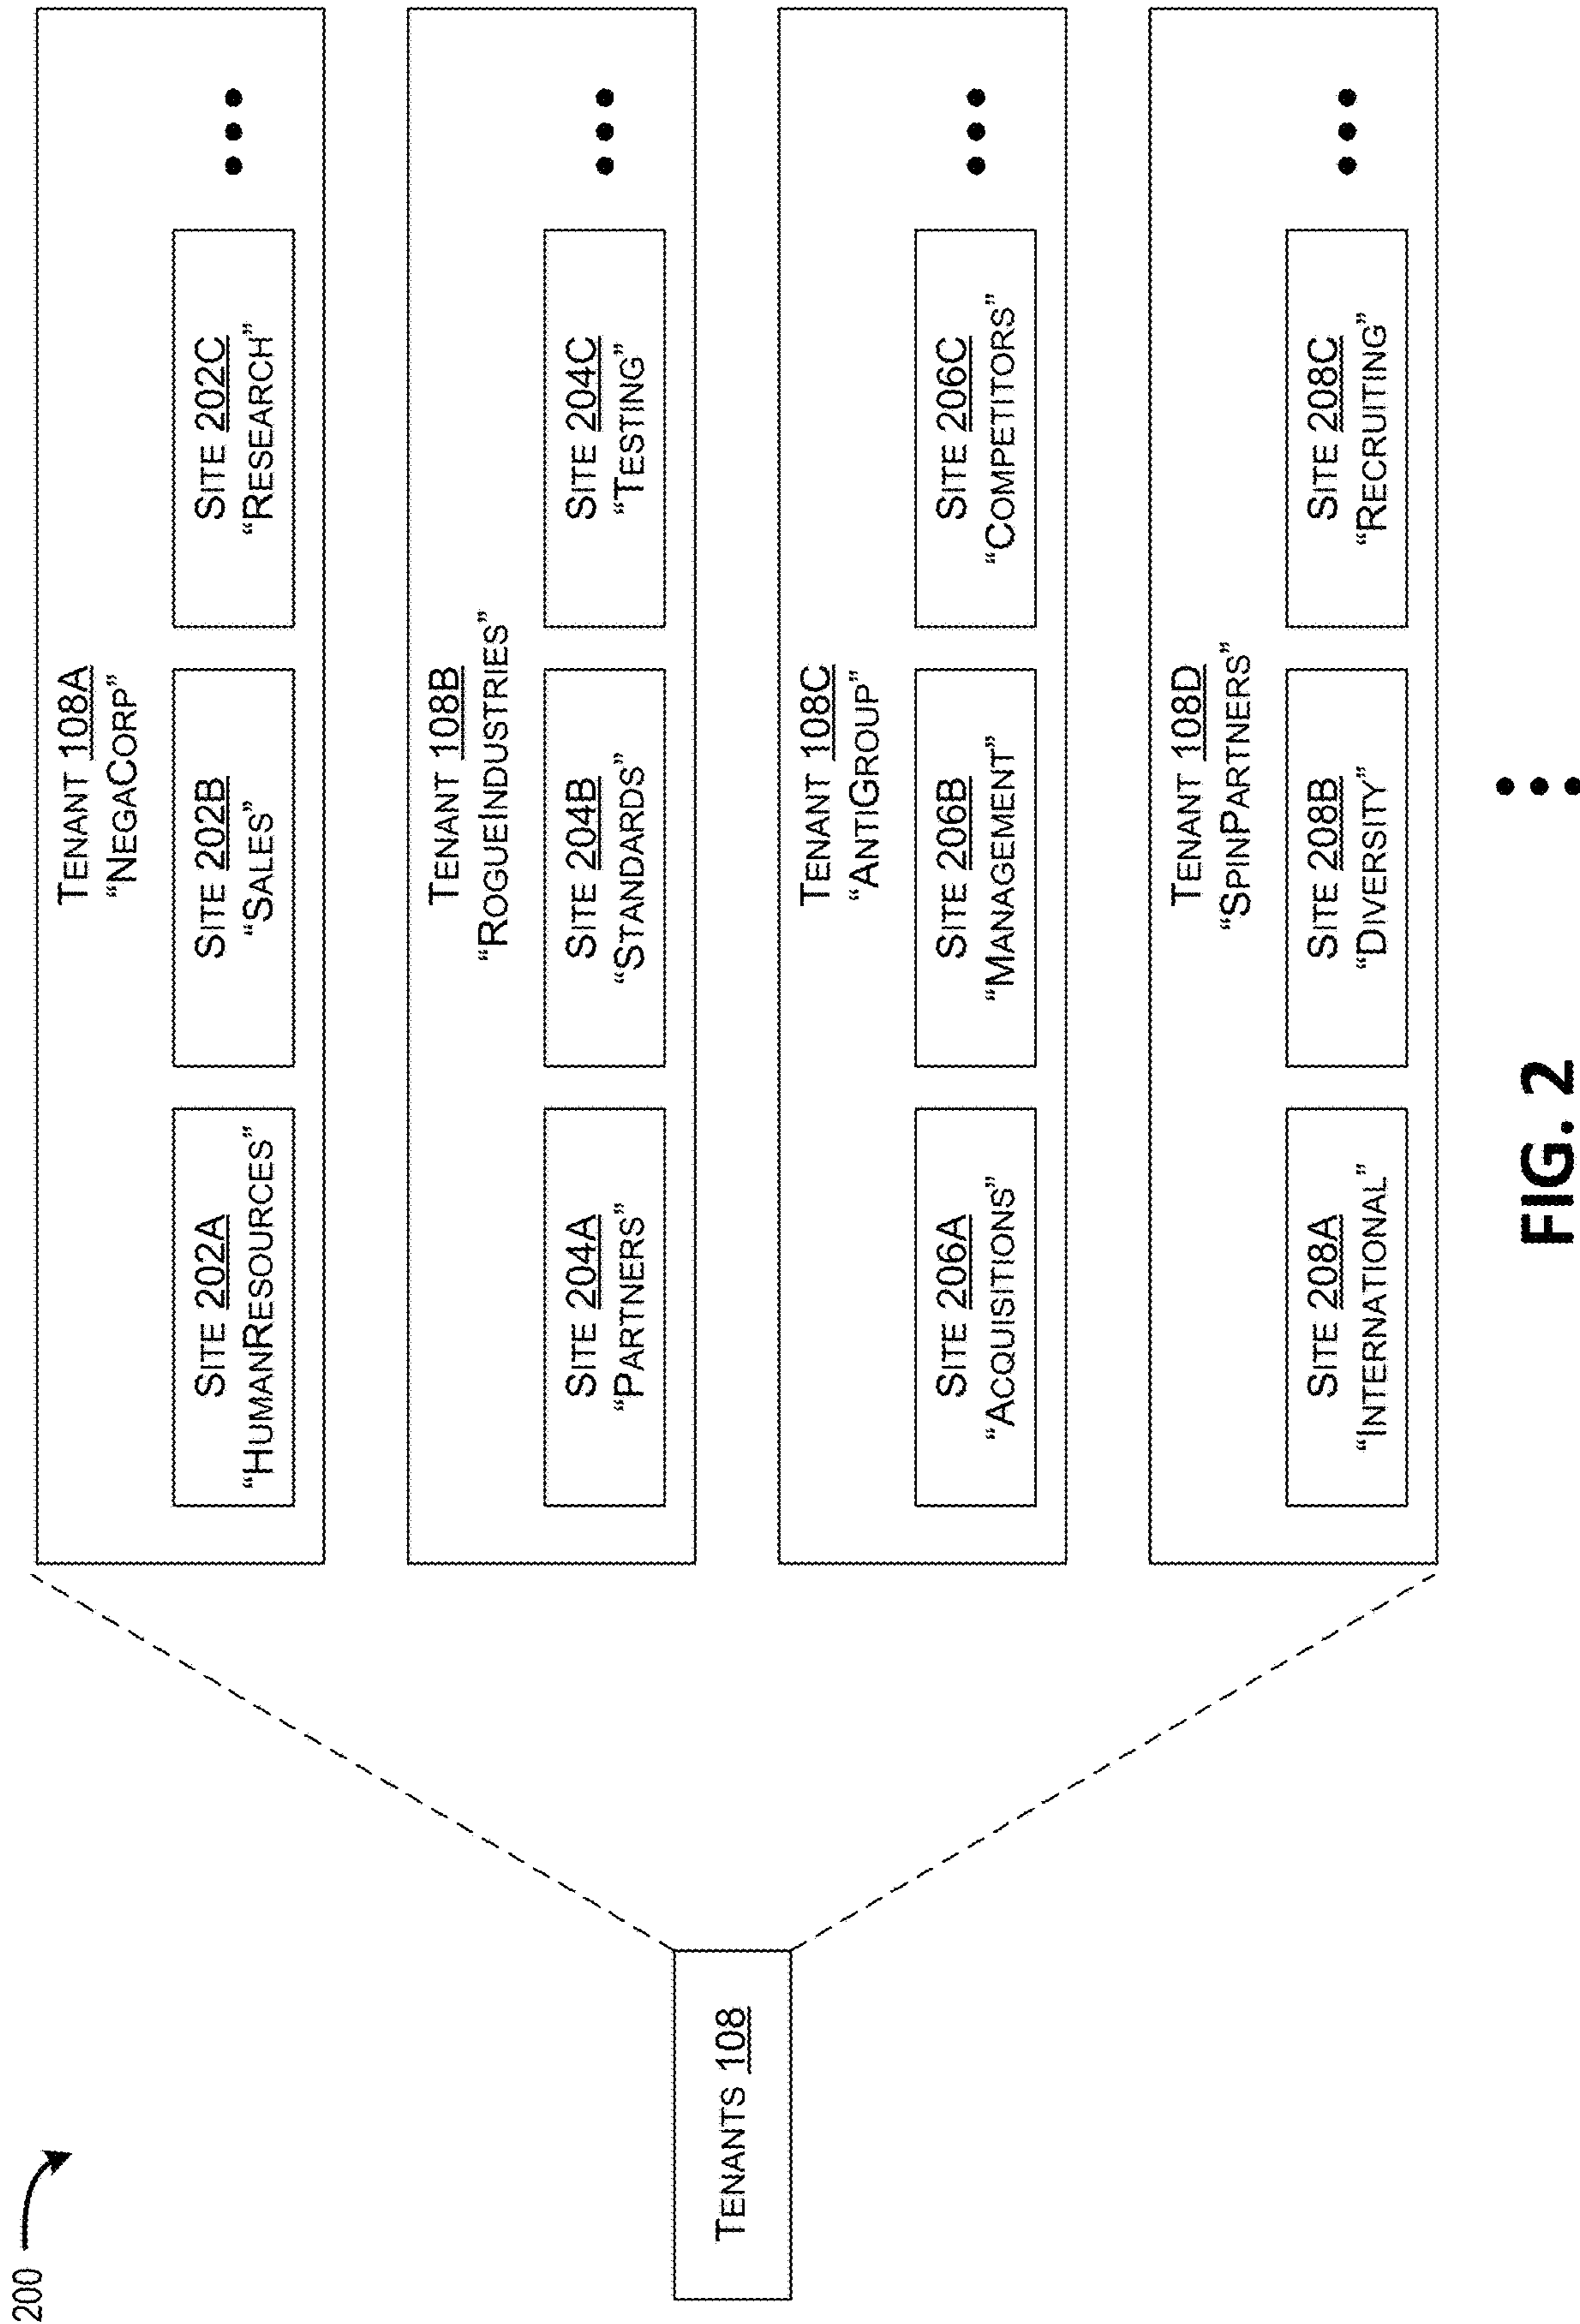 200
TENANTS 108
TENANT 108A
“NEGACORP”
SITE 202A
“HUMANRESOURCES”
SITE 202B
“SALES”
SITE 202C
“RESEARCH”
TENANT 108B
“ROGUEINDUSTRIES”
SITE 204A
“PARTNERS”
SITE 204B
“STANDARDS”
SITE 204C
“TESTING”
TENANT 108C
“ANTIGROUP”
SITE 206A
“ACQUISITIONS”
SITE 206B
“MANAGEMENT”
SITE 206C
“COMPETITORS”
TENANT 108D
“SPINPARTNERS”
SITE 208A
“INTERNATIONAL”
SITE 208B
“DIVERSITY”
SITE 208C
“RECRUITING”
FIG. 2